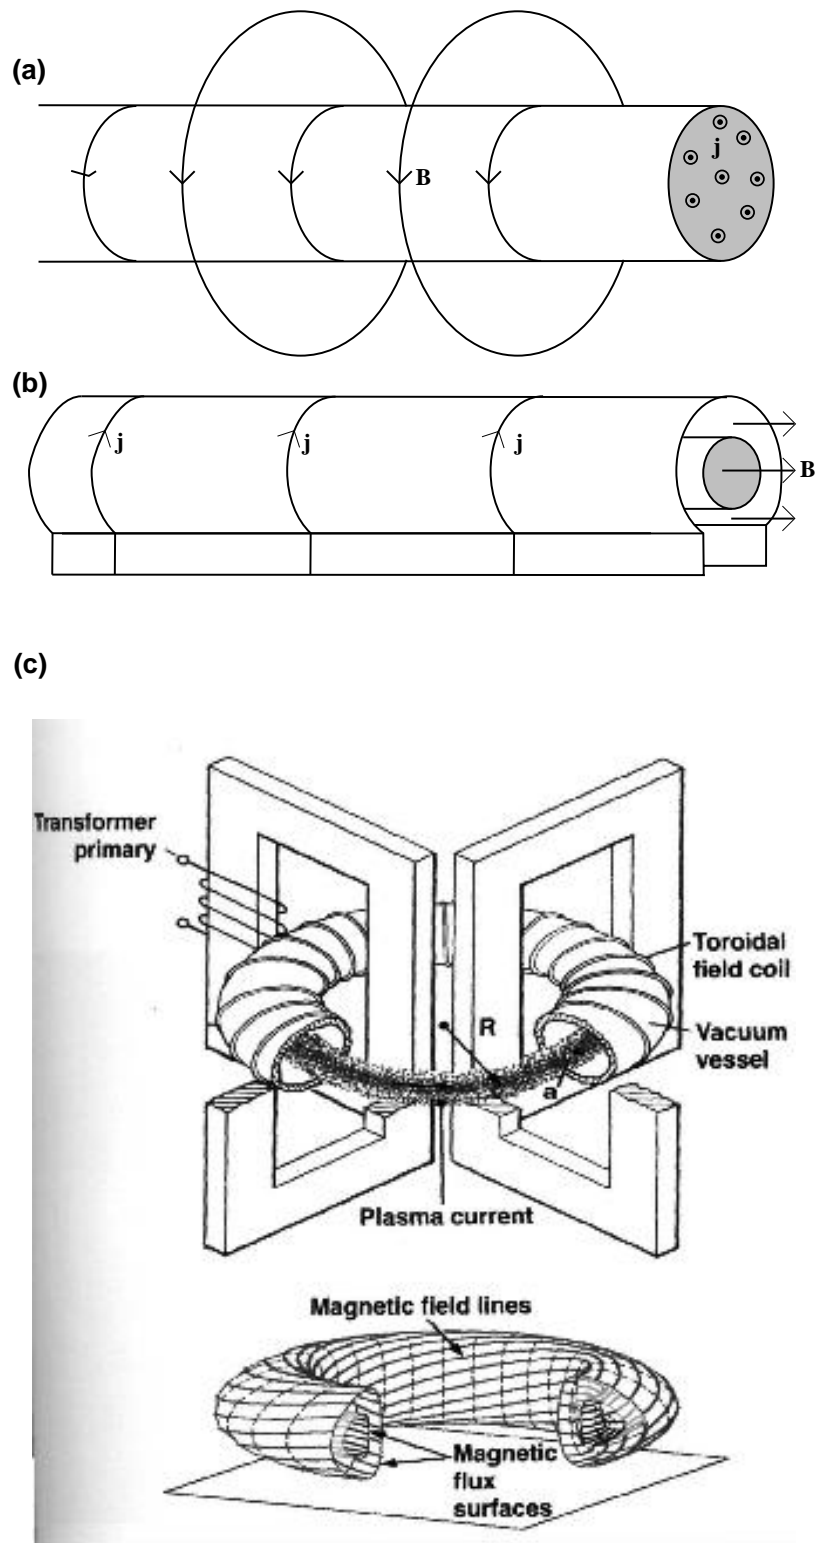 (a)
j
B
(b)
j
j
j
B
(c)
Transformer
primary
Toroidal
field coil
R
Vacuum
vessel
a
Plasma current
Magnetic field lines
Magnetic
flux
surfaces